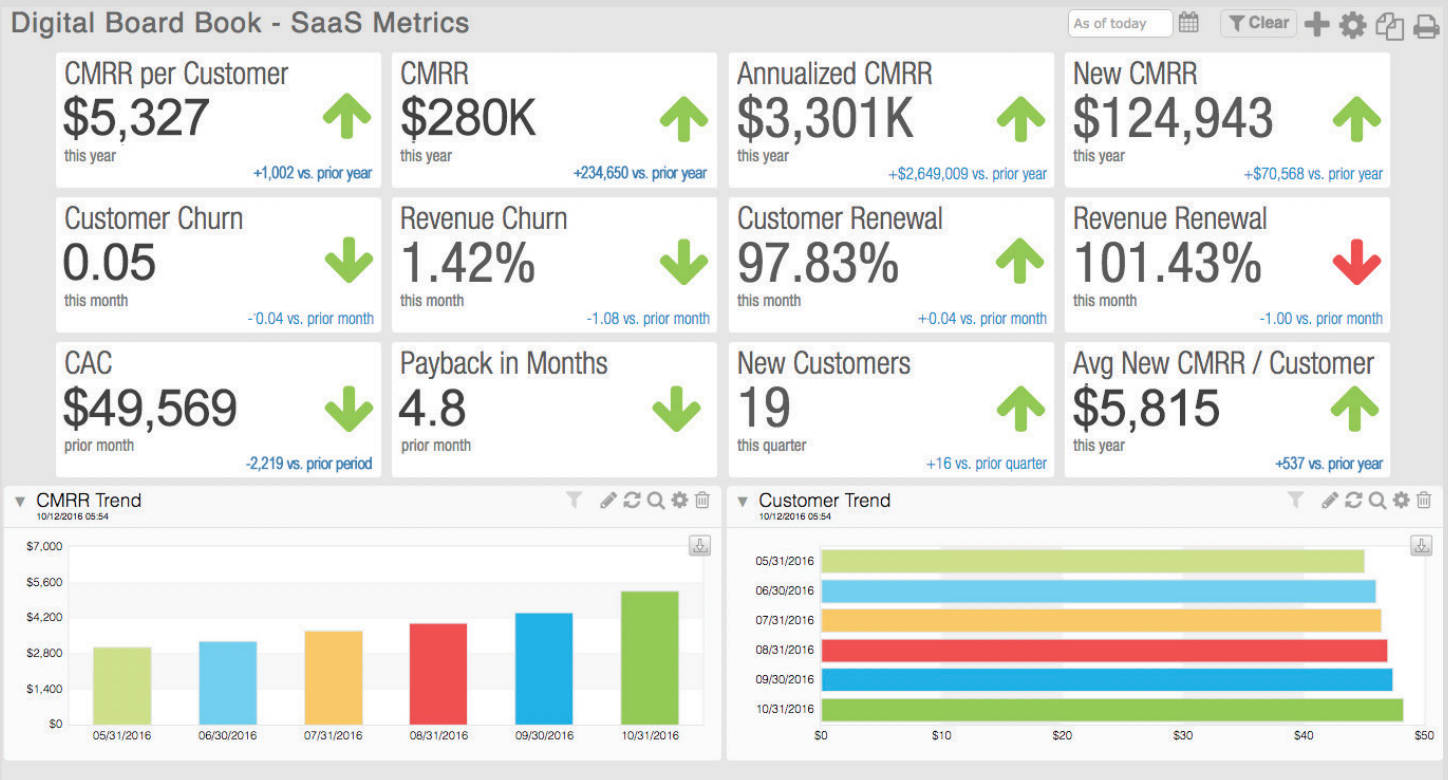 Digital Board Book - SaaS Metrics
As of today
Clear
CMRR per Customer
$5,327
this year
+1,002 vs. prior year
CMRR
$280K
this year
+234,650 vs. prior year
Annualized CMRR
$3,301K
this year
+$2,649,009 vs. prior year
New CMRR
$124,943
this year
+$70,568 vs. prior year
Customer Churn
0.05
this month
-0.04 vs. prior month
Revenue Churn
1.42%
this month
-1.08 vs. prior month
Customer Renewal
97.83%
this month
+0.04 vs. prior month
Revenue Renewal
101.43%
this month
-1.00 vs. prior month
CAC
$49,569
prior month
-2,219 vs. prior period
Payback in Months
4.8
prior month
New Customers
19
this quarter
+16 vs. prior quarter
Avg New CMRR / Customer
$5,815
this year
+537 vs. prior year
CMRR Trend
10/12/2016 05:54
$7,000
$5,600
$4,200
$2,800
$1,400
$0
05/31/2016 06/30/2016 07/31/2016 08/31/2016 09/30/2016 10/31/2016
Customer Trend
10/12/2016 05:54
05/31/2016
06/30/2016
07/31/2016
08/31/2016
09/30/2016
10/31/2016
$0 $10 $20 $30 $40 $50